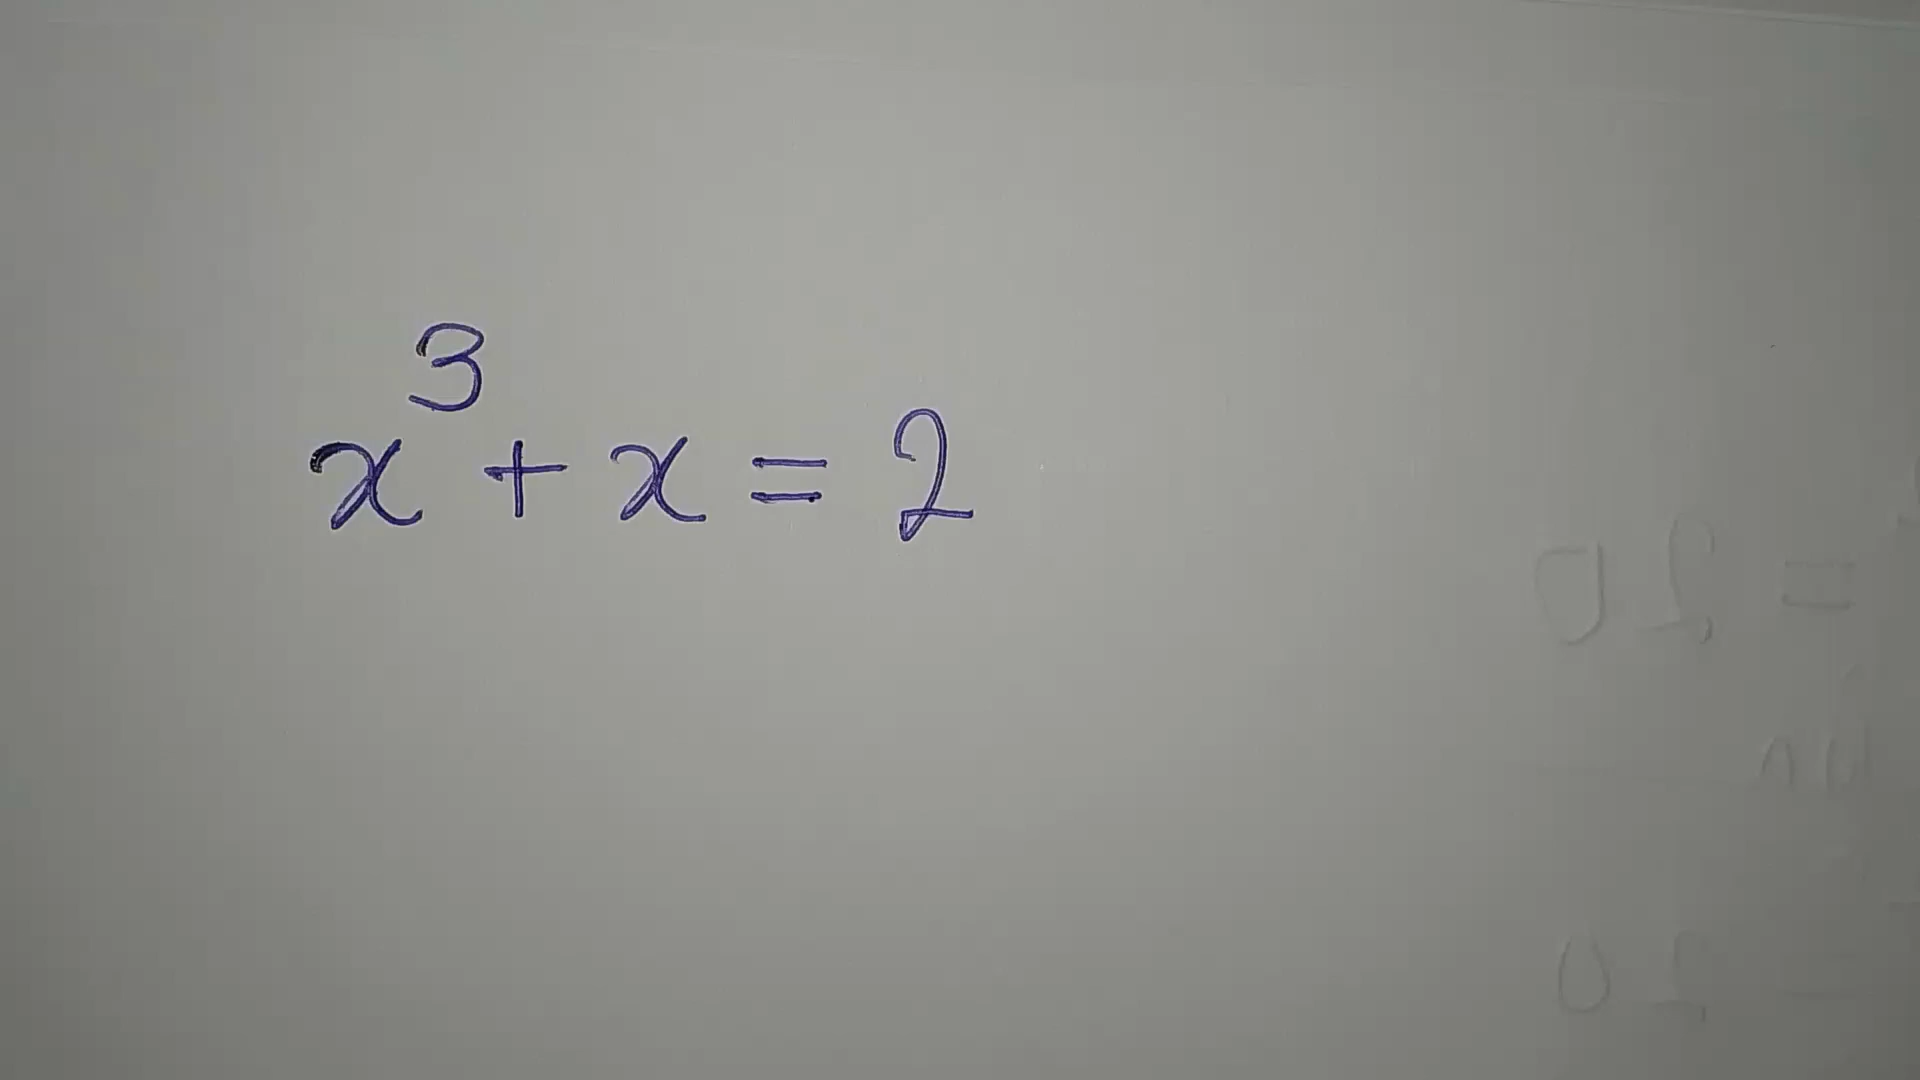 x³ + x = 2